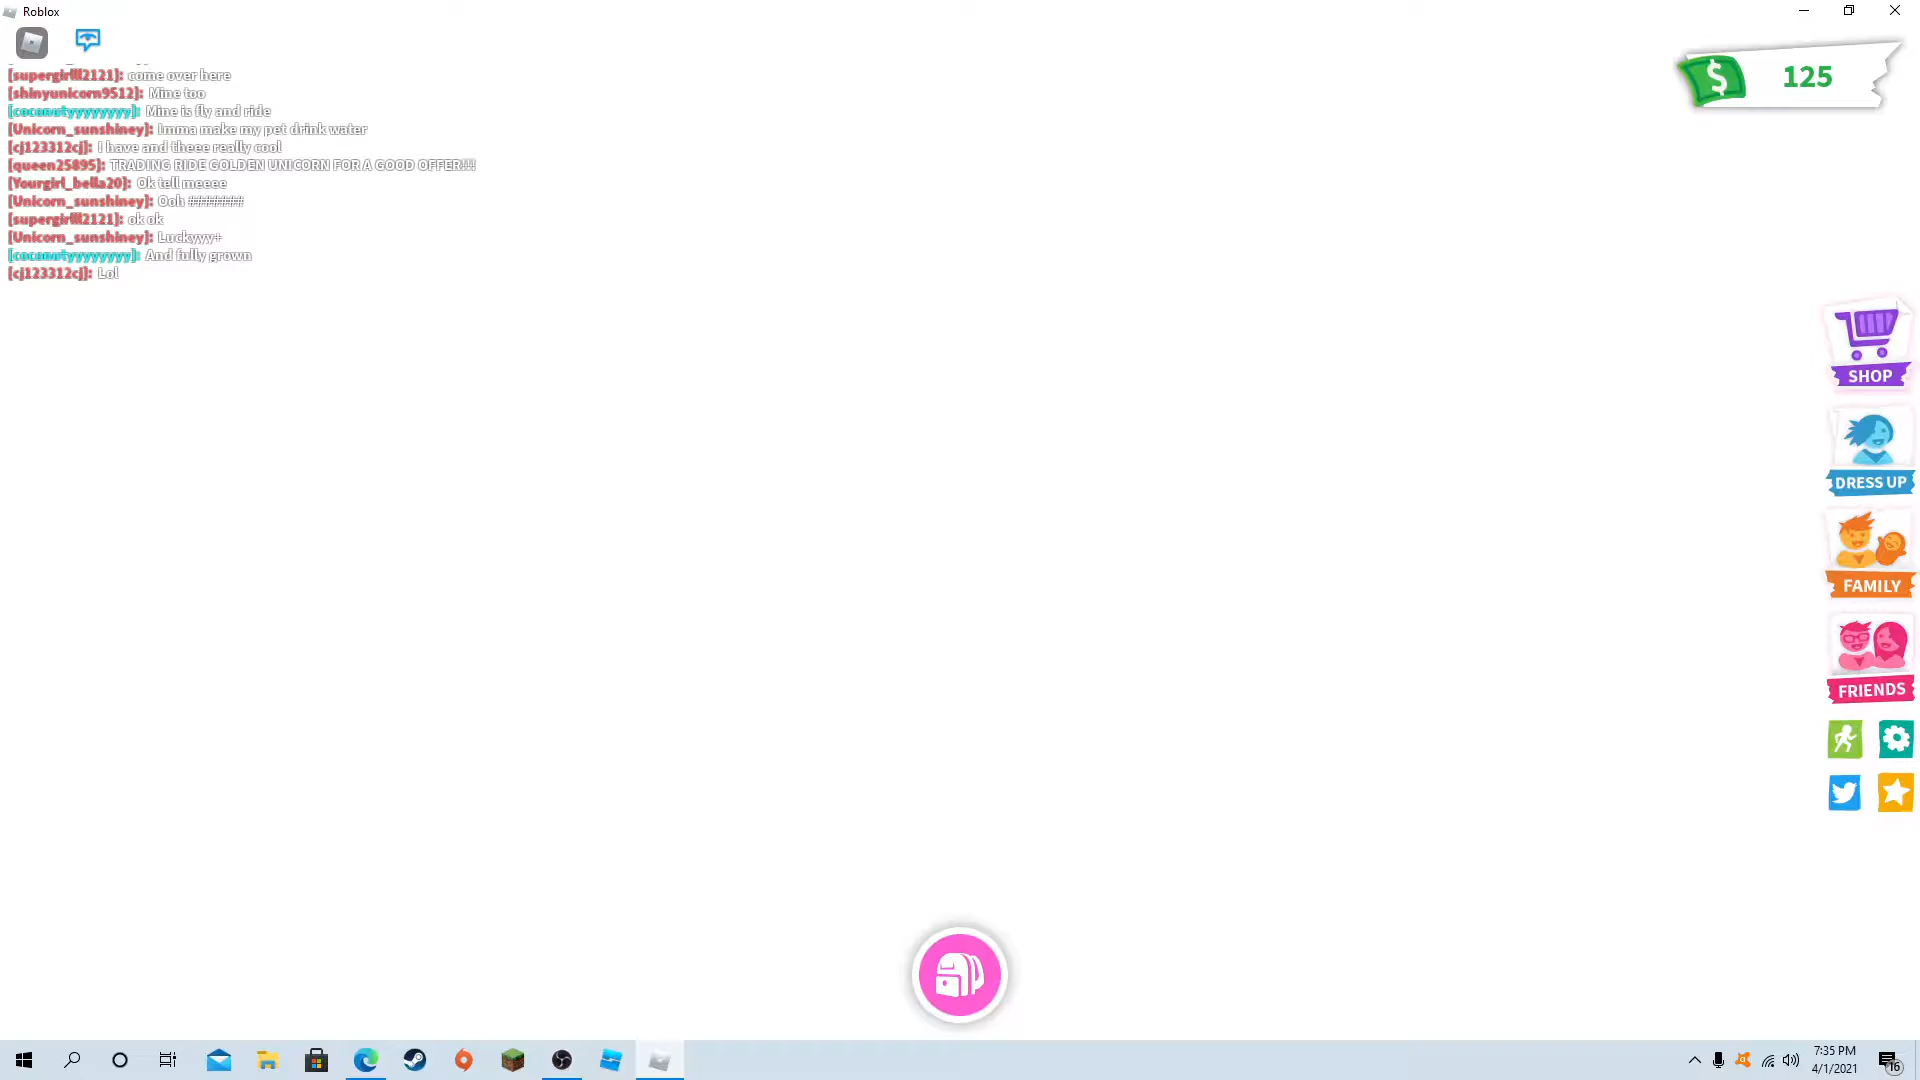 Roblox
[supergirlll2121]: come over here
[shinyunicorn9512]: Mine too
[coconutyyyyyyyy]: Mine is fly and ride
[Unicorn_sunshiney]: Imma make my pet drink water
[cj123312cj]: I have and theee really cool
[queen25895]: TRADING RIDE GOLDEN UNICORN FOR A GOOD OFFER!!!
[Yourgirl_bella20]: Ok tell meeee
[Unicorn_sunshiney]: Ooh #######
[supergirlll2121]: ok ok
[Unicorn_sunshiney]: Luckyyy+
[coconutyyyyyyyy]: And fully grown
[cj123312cj]: Lol
125
SHOP
DRESS UP
FAMILY
FRIENDS
7:35 PM
4/1/2021
16